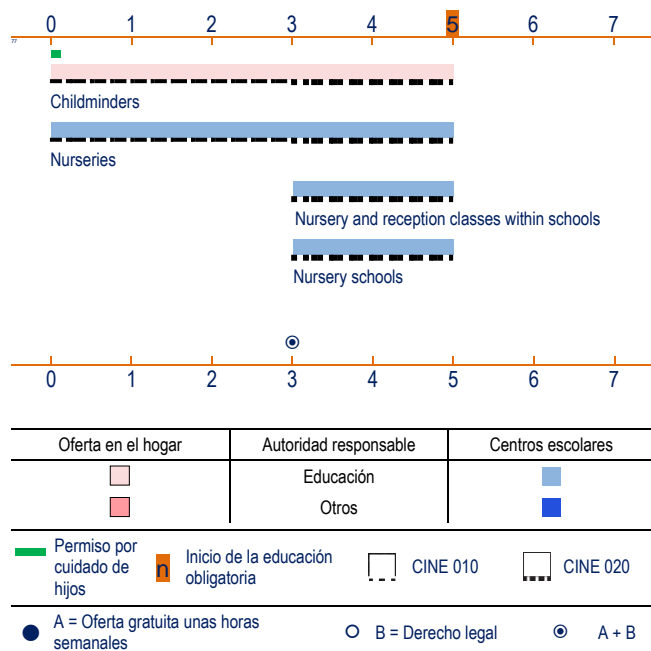 0 1 2 3 4 5 6 7
77
Childminders
Nurseries
Nursery and reception classes within schools
Nursery schools
0 1 2 3 4 5 6 7
Oferta en el hogar Autoridad responsable Centros escolares
Educación
Otros
Permiso por
cuidado de
hijos
n
Inicio de la educación
obligatoria
CINE 010
CINE 020
A = Oferta gratuita unas horas
semanales
B = Derecho legal
A + B